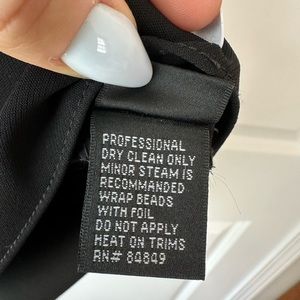 PROFESSIONAL
DRY CLEAN ONLY
MINOR STEAM IS
RECOMMANDED
WRAP BEADS
WITH FOIL
DO NOT APPLY
HEAT ON TRIMS
RN# 84849